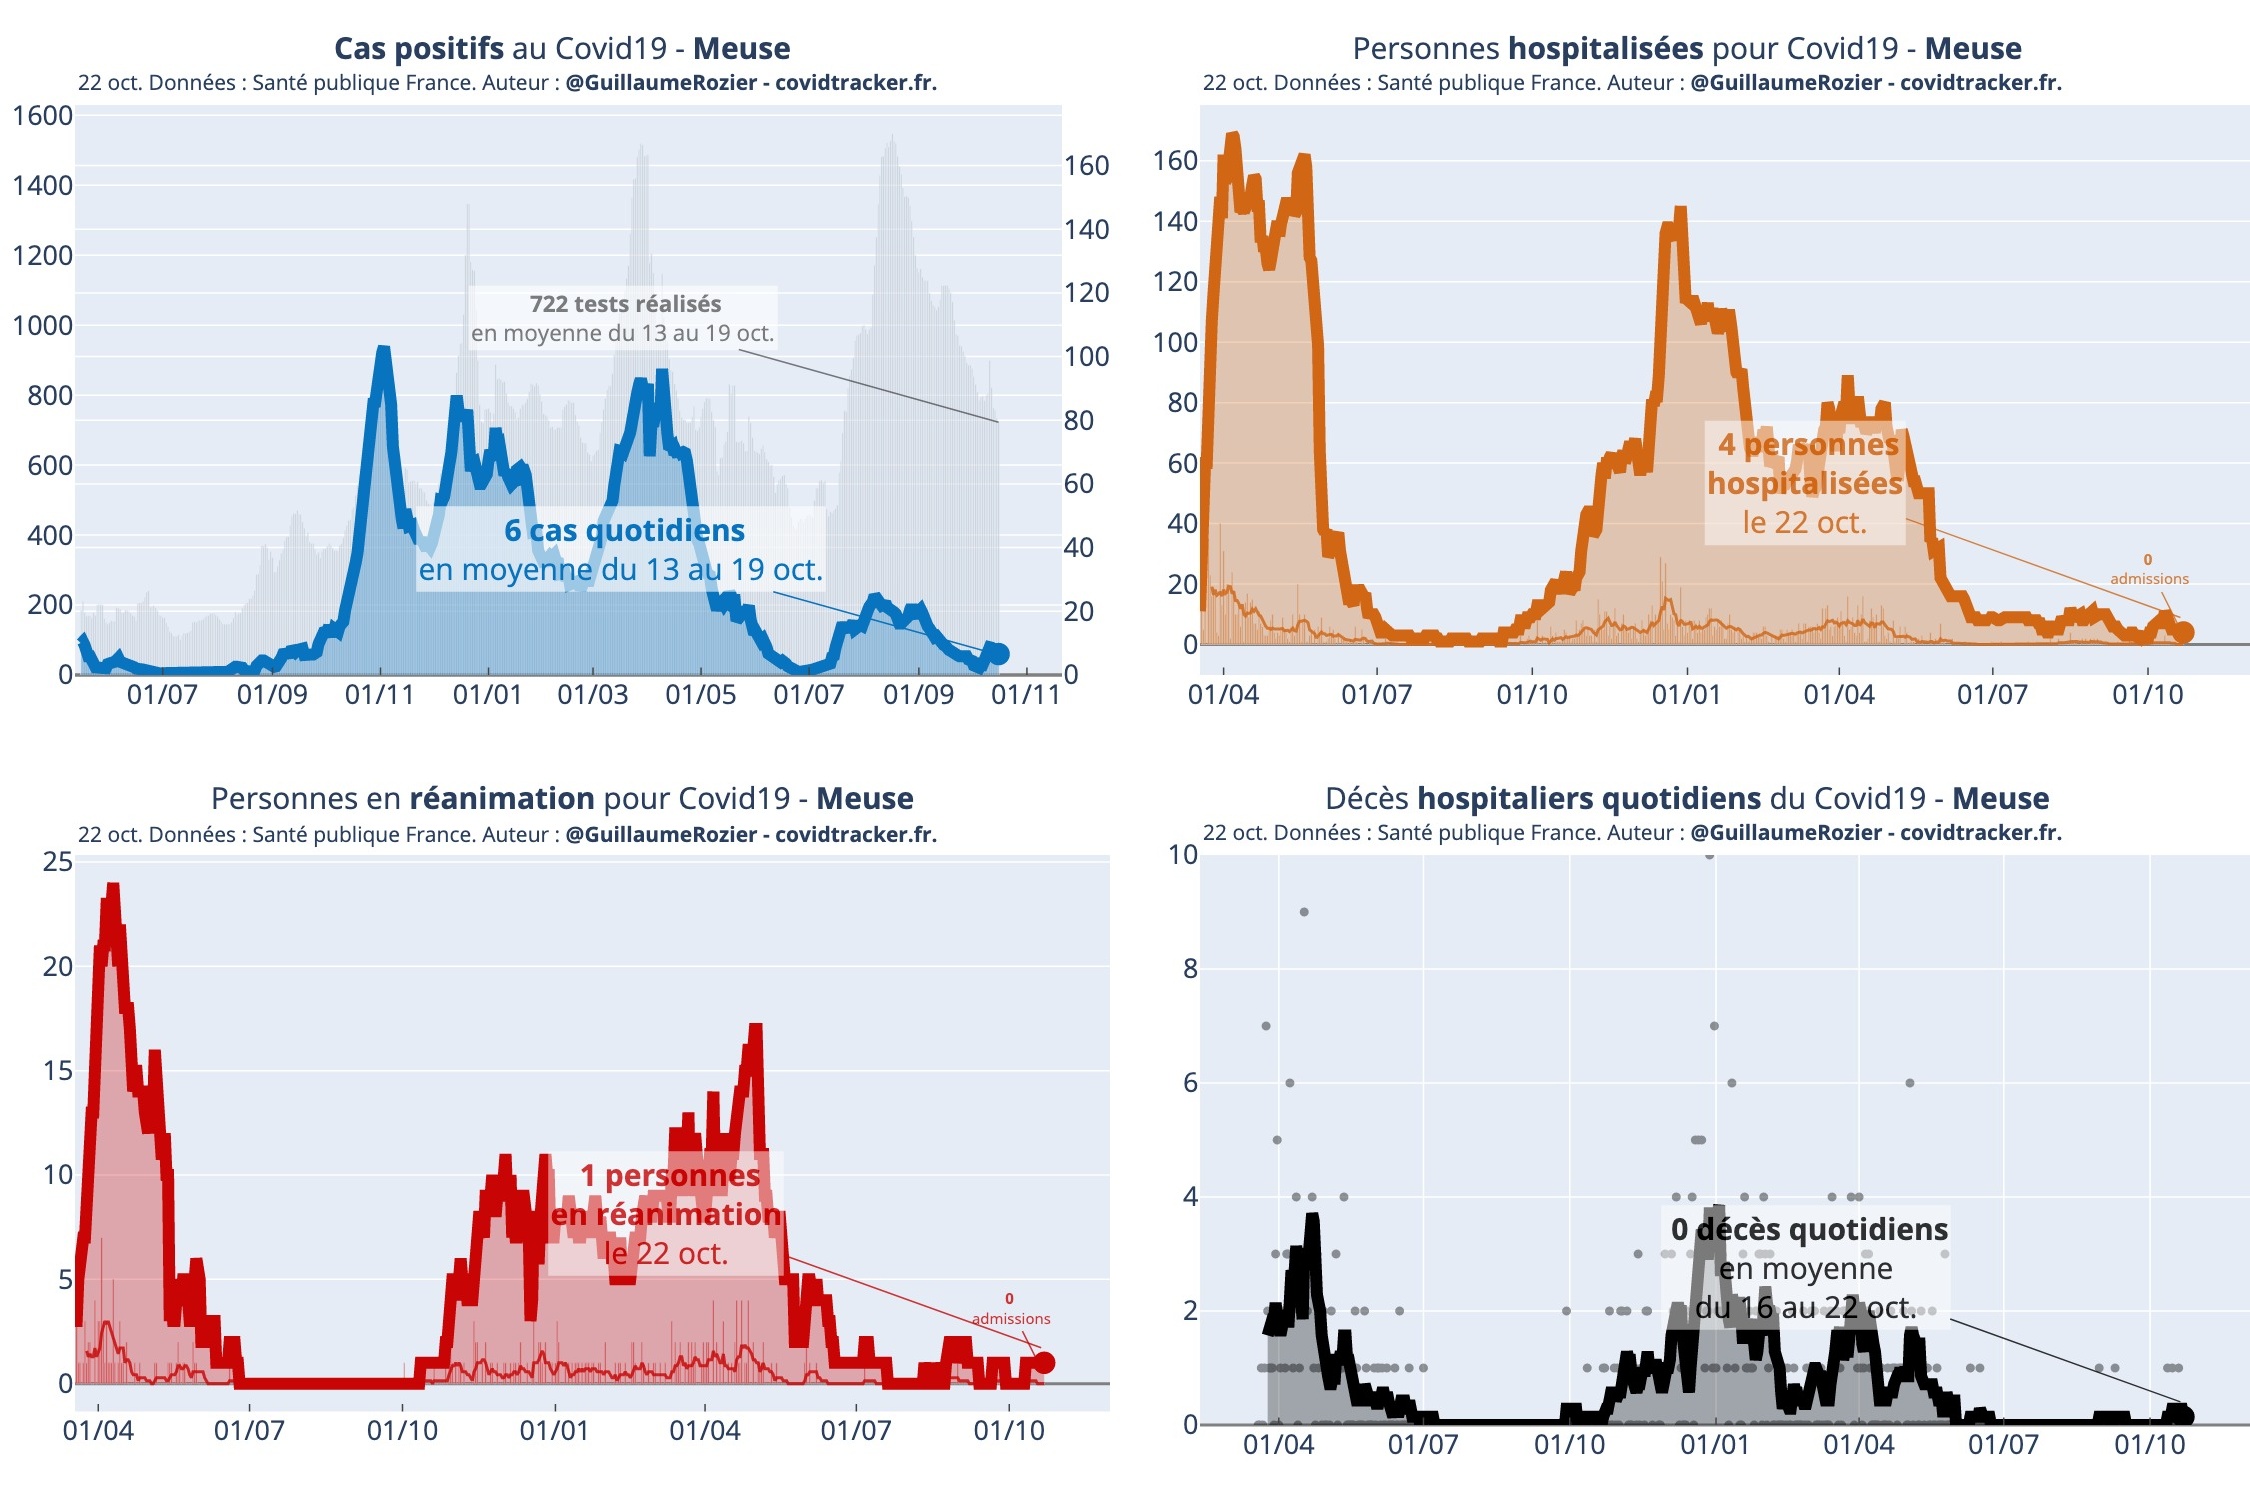 Cas positifs au Covid19 - Meuse
22 oct. Données : Santé publique France. Auteur : @GuillaumeRozier - covidtracker.fr.
1600
1400
1200
1000
800
600
400
200
0
160
140
120
100
80
60
40
20
0
722 tests réalisés
en moyenne du 13 au 19 oct.
6 cas quotidiens
en moyenne du 13 au 19 oct.
01/07 01/09 01/11 01/01 01/03 01/05 01/07 01/09 01/11
Personnes hospitalisées pour Covid19 - Meuse
22 oct. Données : Santé publique France. Auteur : @GuillaumeRozier - covidtracker.fr.
160
140
120
100
80
60
40
20
0
4 personnes
hospitalisées
le 22 oct.
0
admissions
01/04 01/07 01/10 01/01 01/04 01/07 01/10
Personnes en réanimation pour Covid19 - Meuse
22 oct. Données : Santé publique France. Auteur : @GuillaumeRozier - covidtracker.fr.
25
20
15
10
5
0
1 personnes
en réanimation
le 22 oct.
0
admissions
01/04 01/07 01/10 01/01 01/04 01/07 01/10
Décès hospitaliers quotidiens du Covid19 - Meuse
22 oct. Données : Santé publique France. Auteur : @GuillaumeRozier - covidtracker.fr.
10
8
6
4
2
0
0 décès quotidiens
en moyenne
du 16 au 22 oct.
01/04 01/07 01/10 01/01 01/04 01/07 01/10